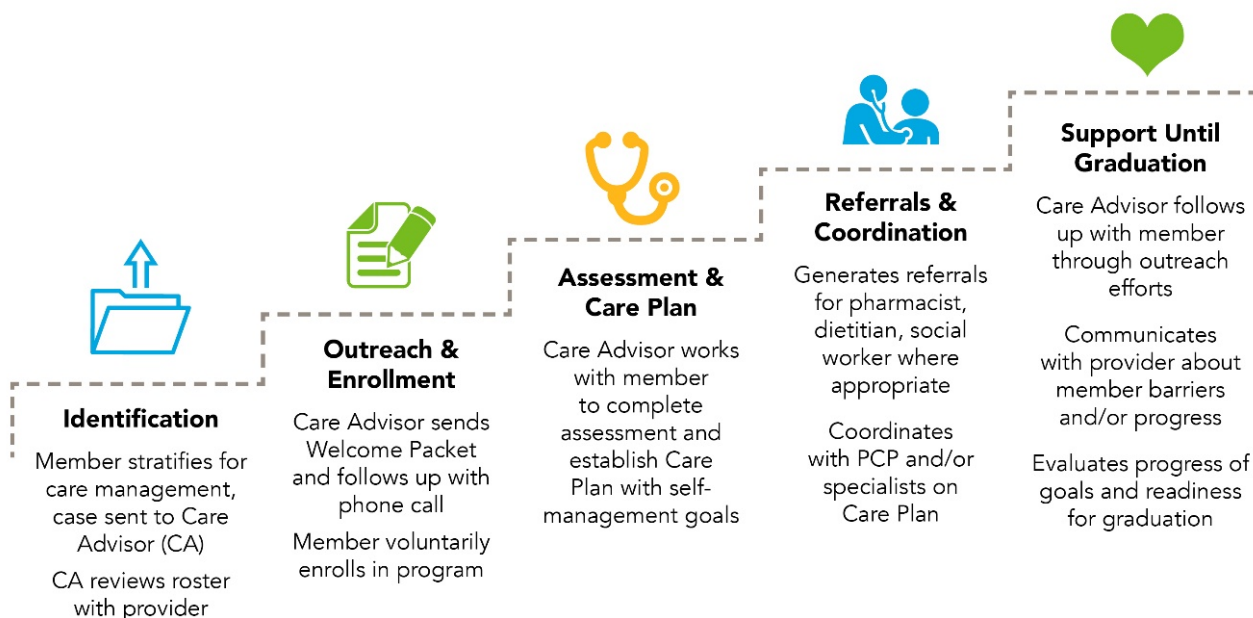 Identification
Member stratifies for
care management,
case sent to Care
Advisor (CA)
CA reviews roster
with provider
Outreach &
Enrollment
Care Advisor sends
Welcome Packet
and follows up with
phone call
Member voluntarily
enrolls in program
Assessment &
Care Plan
Care Advisor works
with member
to complete
assessment and
establish Care
Plan with self-
management goals
Referrals &
Coordination
Generates referrals
for pharmacist,
dietitian, social
worker where
appropriate
Coordinates
with PCP and/or
specialists on
Care Plan
Support Until
Graduation
Care Advisor follows
up with member
through outreach
efforts
Communicates
with provider about
member barriers
and/or progress
Evaluates progress of
goals and readiness
for graduation